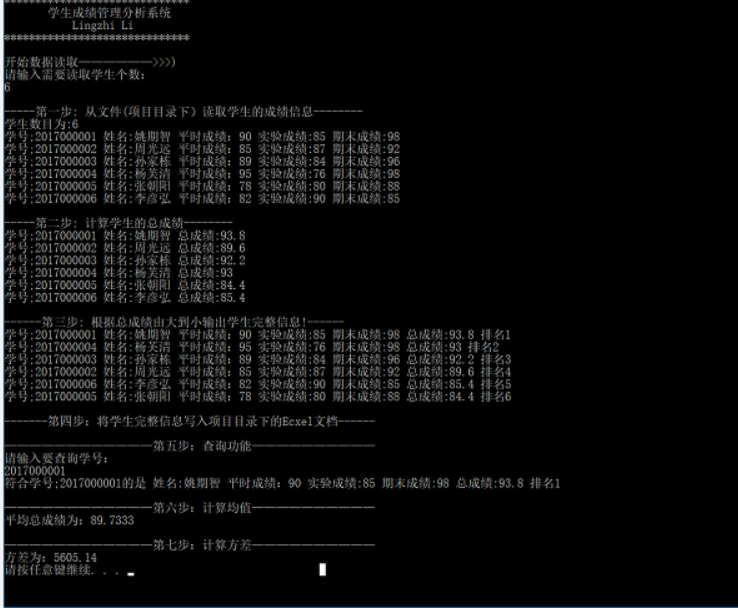 ******************************
学生成绩管理分析系统
Lingzhi Li
******************************
开始数据读取——————>>>)
请输入需要读取学生个数:
6
-----第一步: 从文件(项目目录下) 读取学生的成绩信息--------
学生数目为:6
学号;2017000001 姓名:姚期智 平时成绩: 90 实验成绩:85 期末成绩:98
学号;2017000002 姓名:周光远 平时成绩: 85 实验成绩:87 期末成绩:92
学号;2017000003 姓名:孙家栋 平时成绩: 89 实验成绩:84 期末成绩:96
学号;2017000004 姓名:杨芙清 平时成绩: 95 实验成绩:76 期末成绩:98
学号;2017000005 姓名:张朝阳 平时成绩: 78 实验成绩:80 期末成绩:88
学号;2017000006 姓名:李彦弘 平时成绩: 82 实验成绩:90 期末成绩:85
-----第二步: 计算学生的总成绩--------
学号;2017000001 姓名:姚期智 总成绩:93.8
学号;2017000002 姓名:周光远 总成绩:89.6
学号;2017000003 姓名:孙家栋 总成绩:92.2
学号;2017000004 姓名:杨芙清 总成绩:93
学号;2017000005 姓名:张朝阳 总成绩:84.4
学号;2017000006 姓名:李彦弘 总成绩:85.4
------第三步: 根据总成绩由大到小输出学生完整信息!------
学号;2017000001 姓名:姚期智 平时成绩: 90 实验成绩:85 期末成绩:98 总成绩:93.8 排名1
学号;2017000004 姓名:杨芙清 平时成绩: 95 实验成绩:76 期末成绩:98 总成绩:93 排名2
学号;2017000003 姓名:孙家栋 平时成绩: 89 实验成绩:84 期末成绩:96 总成绩:92.2 排名3
学号;2017000002 姓名:周光远 平时成绩: 85 实验成绩:87 期末成绩:92 总成绩:89.6 排名4
学号;2017000006 姓名:李彦弘 平时成绩: 82 实验成绩:90 期末成绩:85 总成绩:85.4 排名5
学号;2017000005 姓名:张朝阳 平时成绩: 78 实验成绩:80 期末成绩:88 总成绩:84.4 排名6
-------第四步: 将学生完整信息写入项目目录下的Ecxel文档------
————————————第五步: 查询功能——————————
请输入要查询学号:
2017000001
符合学号;2017000001的是 姓名:姚期智 平时成绩: 90 实验成绩:85 期末成绩:98 总成绩:93.8 排名1
————————————第六步: 计算均值——————————
平均总成绩为: 89.7333
————————————第七步: 计算方差——————————
方差为: 5605.14
请按任意键继续. . .